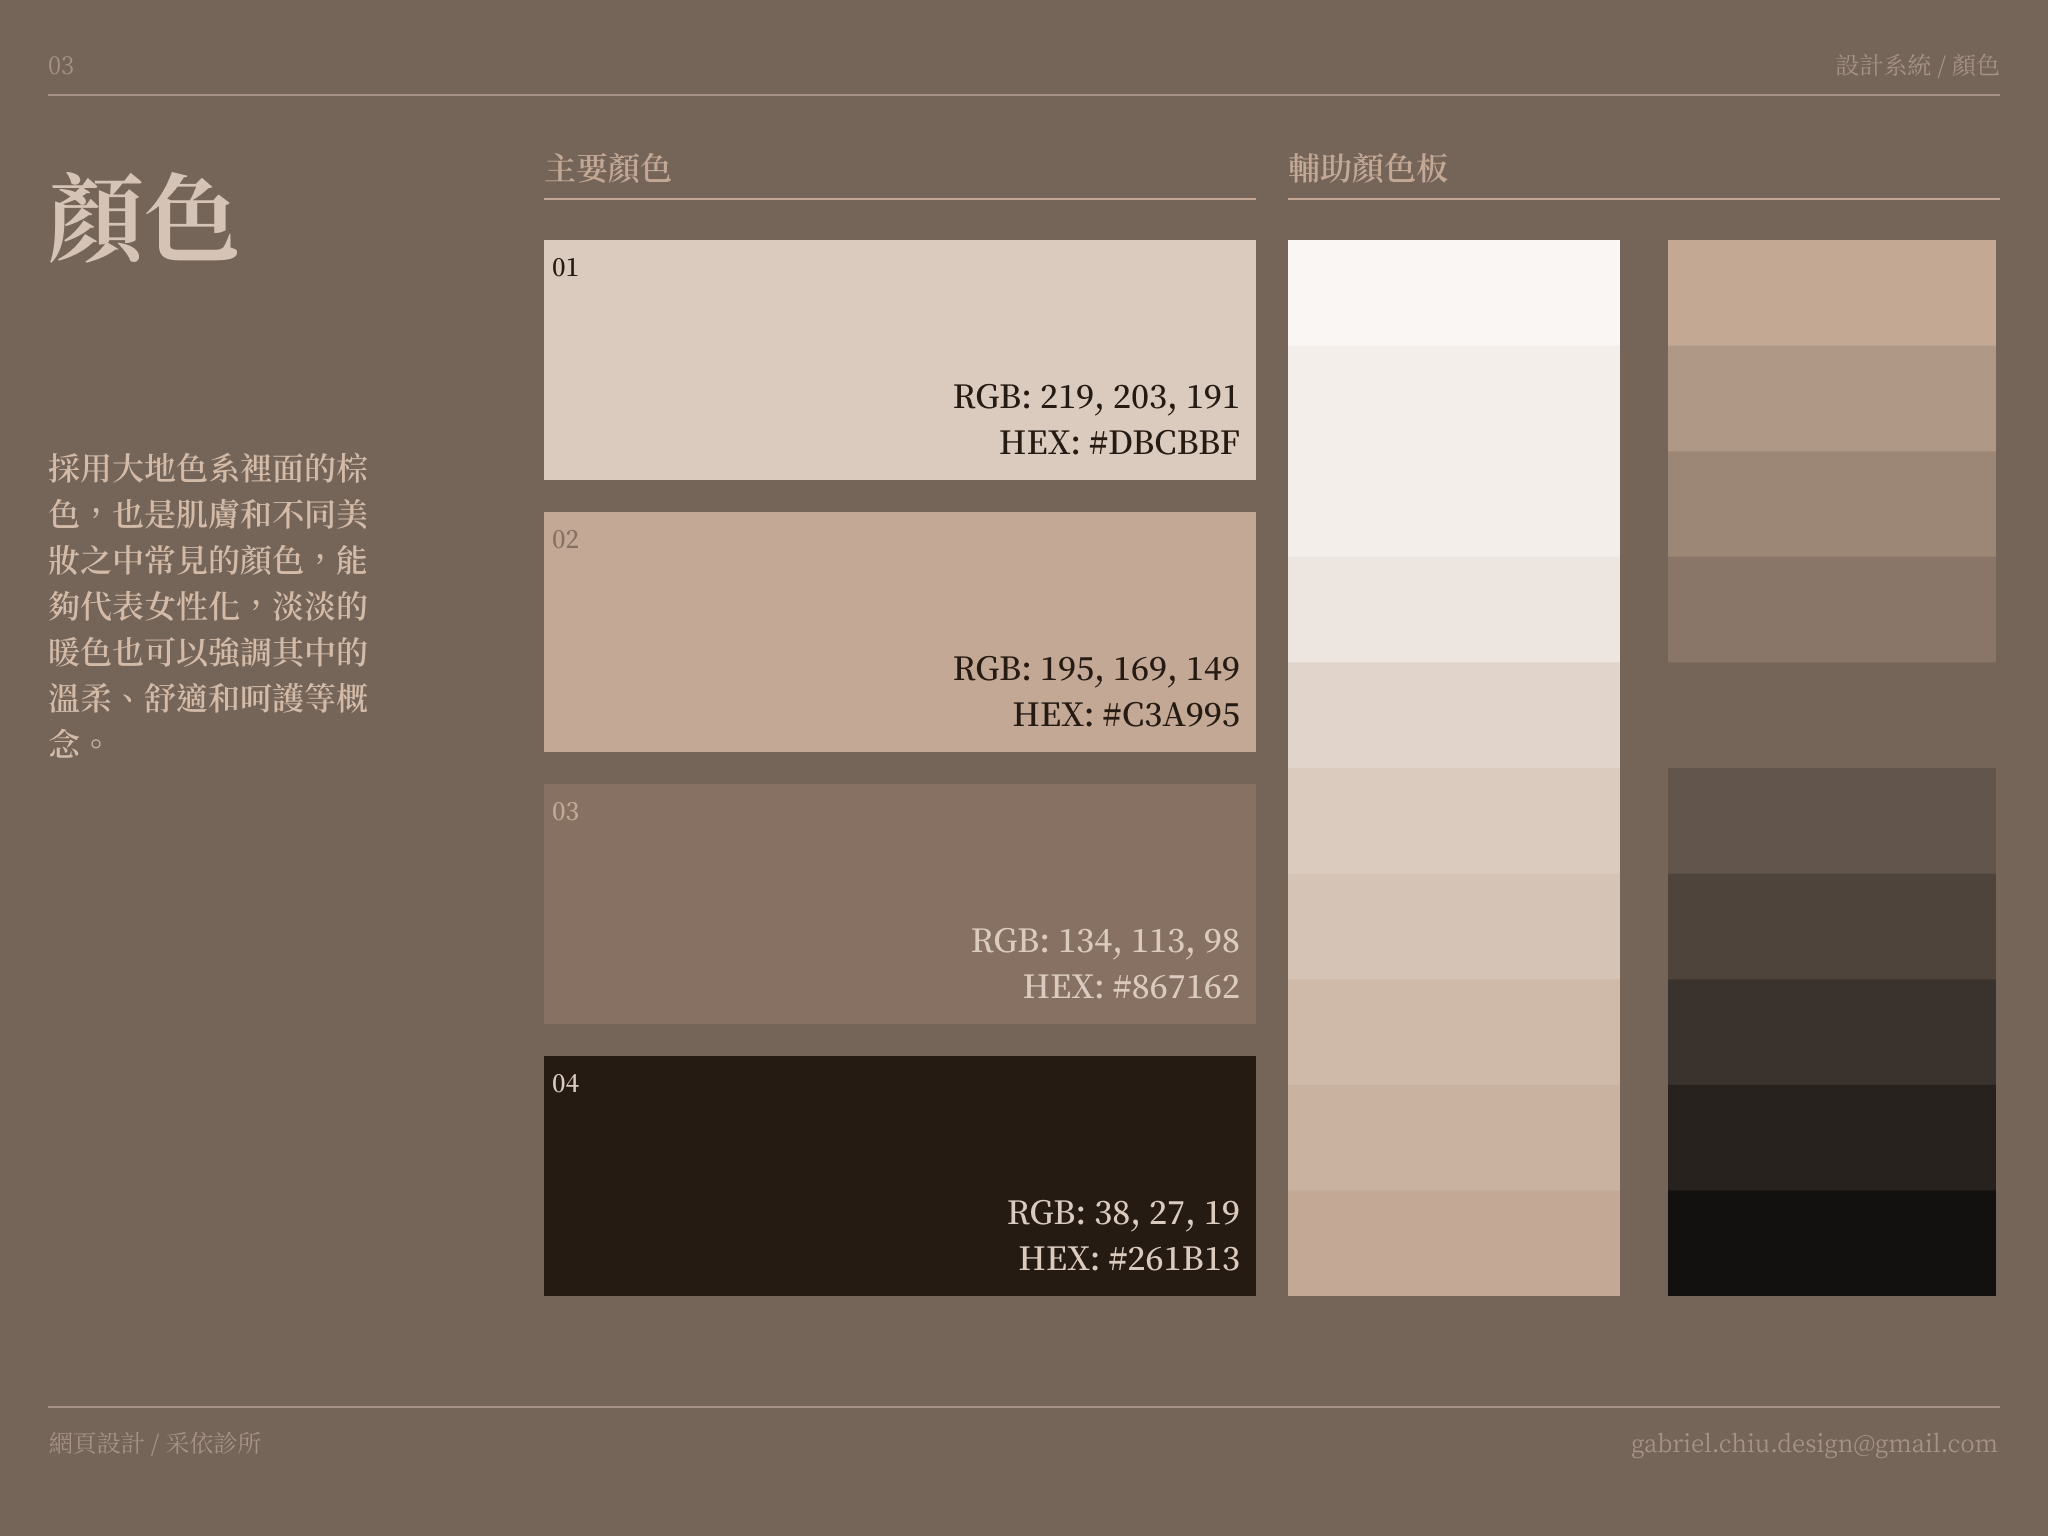 03
設計系統 / 顏色
顏色
採用大地色系裡面的棕
色，也是肌膚和不同美
妝之中常見的顏色，能
夠代表女性化，淡淡的
暖色也可以強調其中的
溫柔、舒適和呵護等概
念。
主要顏色
01
RGB: 219, 203, 191
HEX: #DBCBBF
02
RGB: 195, 169, 149
HEX: #C3A995
03
RGB: 134, 113, 98
HEX: #867162
04
RGB: 38, 27, 19
HEX: #261B13
輔助顏色板
網頁設計 / 采依診所
gabriel.chiu.design@gmail.com